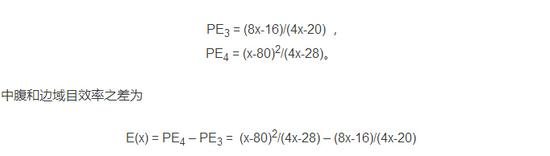 PE3 = (8x-16)/(4x-20) ，
PE4 = (x-80)2/(4x-28)。
中腹和边域目效率之差为
E(x) = PE4 – PE3 = (x-80)2/(4x-28) – (8x-16)/(4x-20)